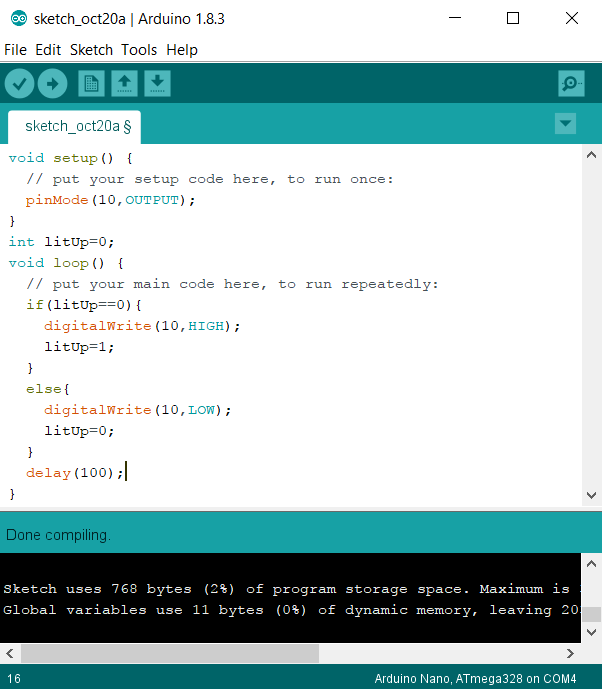 sketch_oct20a | Arduino 1.8.3
File Edit Sketch Tools Help
sketch_oct20a §
void setup() {
  // put your setup code here, to run once:
  pinMode(10,OUTPUT);
}
int litUp=0;
void loop() {
  // put your main code here, to run repeatedly:
  if(litUp==0){
    digitalWrite(10,HIGH);
    litUp=1;
  }
  else{
    digitalWrite(10,LOW);
    litUp=0;
  }
  delay(100);
}
Done compiling.
Sketch uses 768 bytes (2%) of program storage space. Maximum is
Global variables use 11 bytes (0%) of dynamic memory, leaving 20
16 Arduino Nano, ATmega328 on COM4